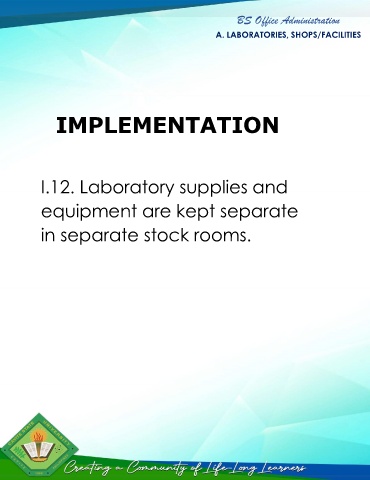 BS Office Administration
A. LABORATORIES, SHOPS/FACILITIES
IMPLEMENTATION
I.12. Laboratory supplies and
equipment are kept separate
in separate stock rooms.
Creating a Community of Life-Long Learners